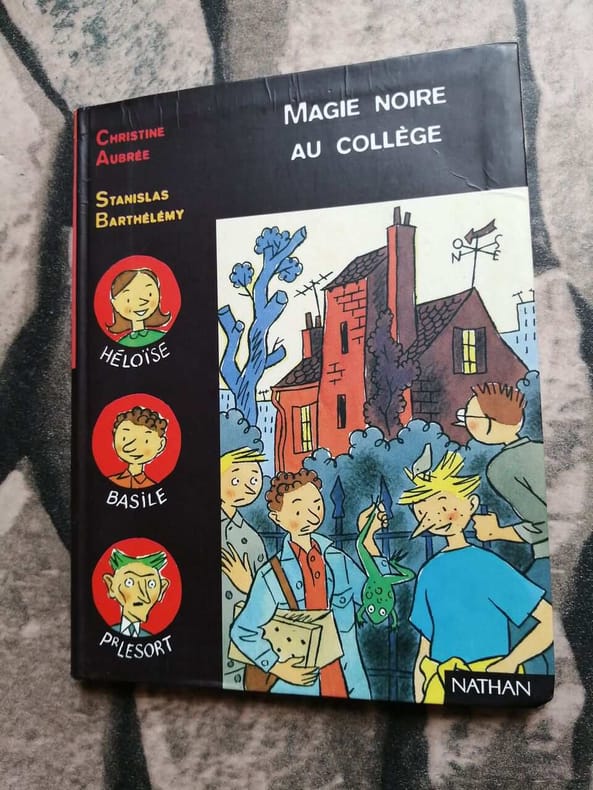 MAGIE NOIRE
AU COLLÈGE
CHRISTINE
AUBRÉE
STANISLAS
BARTHÉLÉMY
HÉLOÏSE
BASILE
PR LESORT
O S
N E
NATHAN